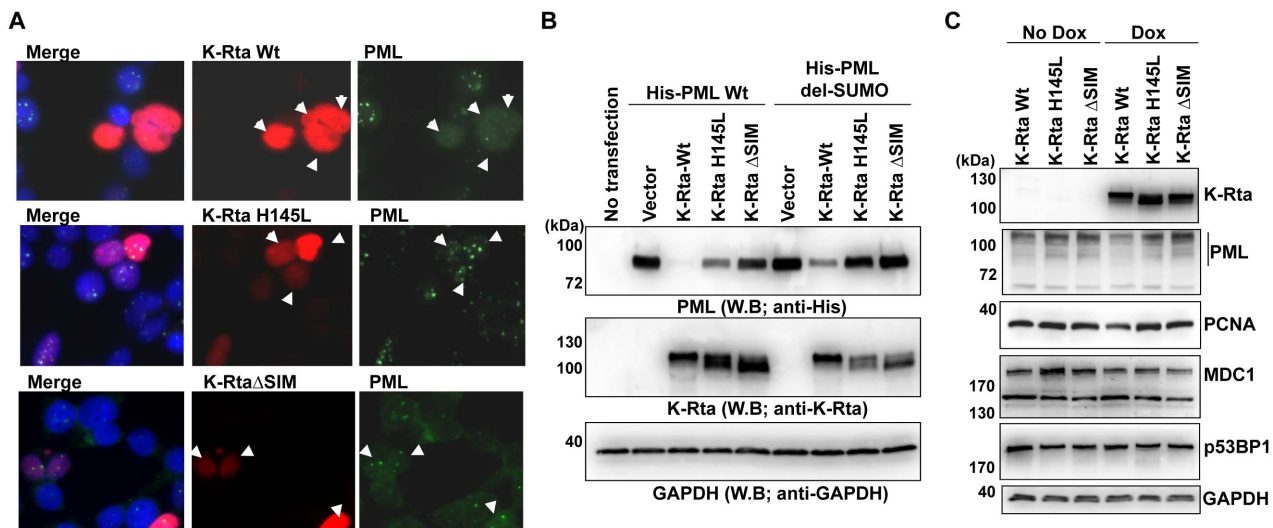 A
Merge
K-Rta Wt
PML
Merge
K-Rta H145L
PML
Merge
K-RtaΔSIM
PML
B
His-PML Wt
His-PML
del-SUMO
No transfection
Vector
K-Rta-Wt
K-Rta H145L
K-Rta ΔSIM
Vector
K-Rta-Wt
K-Rta H145L
K-Rta ΔSIM
(kDa)
100
72
PML (W.B; anti-His)
130
100
K-Rta (W.B; anti-K-Rta)
40
GAPDH (W.B; anti-GAPDH)
C
No Dox
Dox
K-Rta Wt
K-Rta H145L
K-Rta ΔSIM
K-Rta Wt
K-Rta H145L
K-Rta ΔSIM
(kDa)
130
100
K-Rta
100
72
PML
40
PCNA
170
130
MDC1
170
p53BP1
40
GAPDH